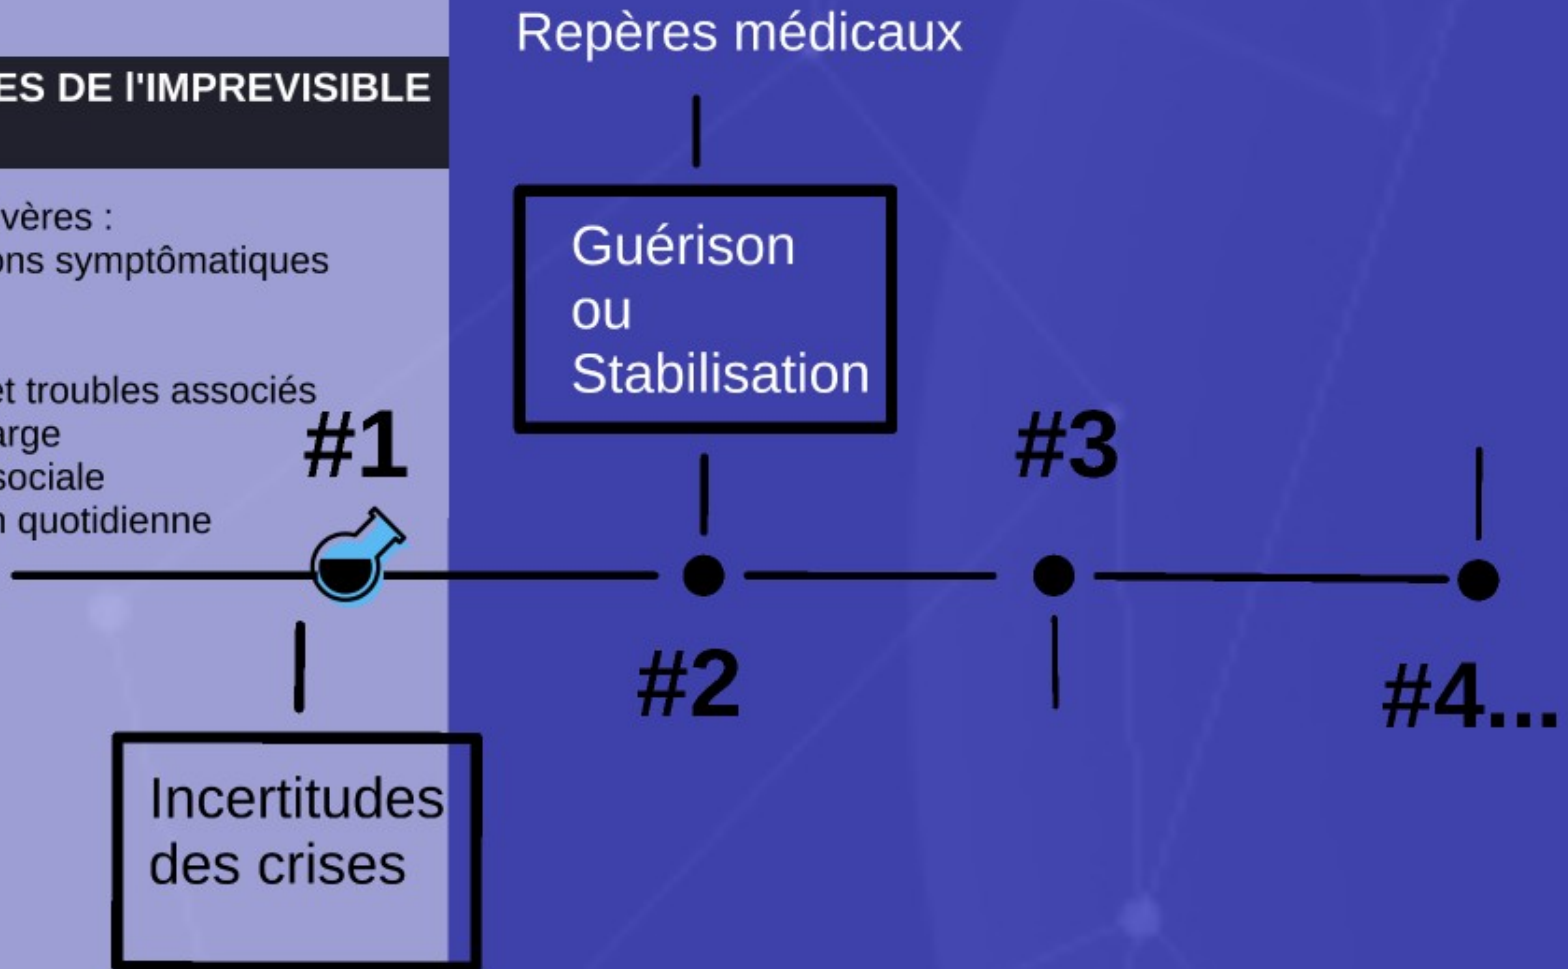 Repères médicaux
ES DE l'IMPREVISIBLE
vères :
ons symptômatiques
et troubles associés
arge
sociale
n quotidienne
#1
Guérison
ou
Stabilisation
#3
#2
#4...
Incertitudes
des crises